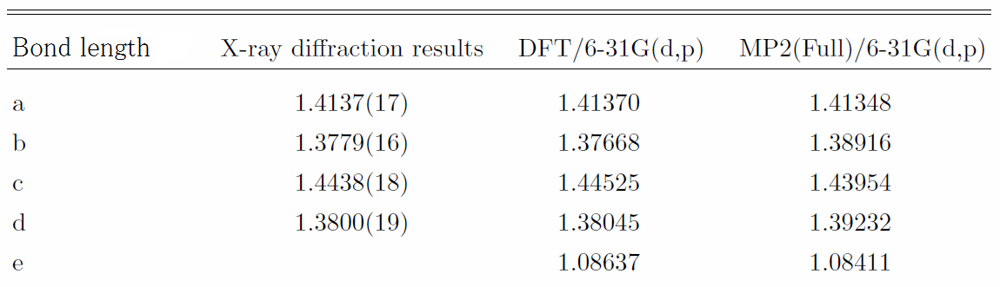 Bond length X-ray diffraction results DFT/6-31G(d,p) MP2(Full)/6-31G(d,p)
a 1.4137(17) 1.41370 1.41348
b 1.3779(16) 1.37668 1.38916
c 1.4438(18) 1.44525 1.43954
d 1.3800(19) 1.38045 1.39232
e 1.08637 1.08411